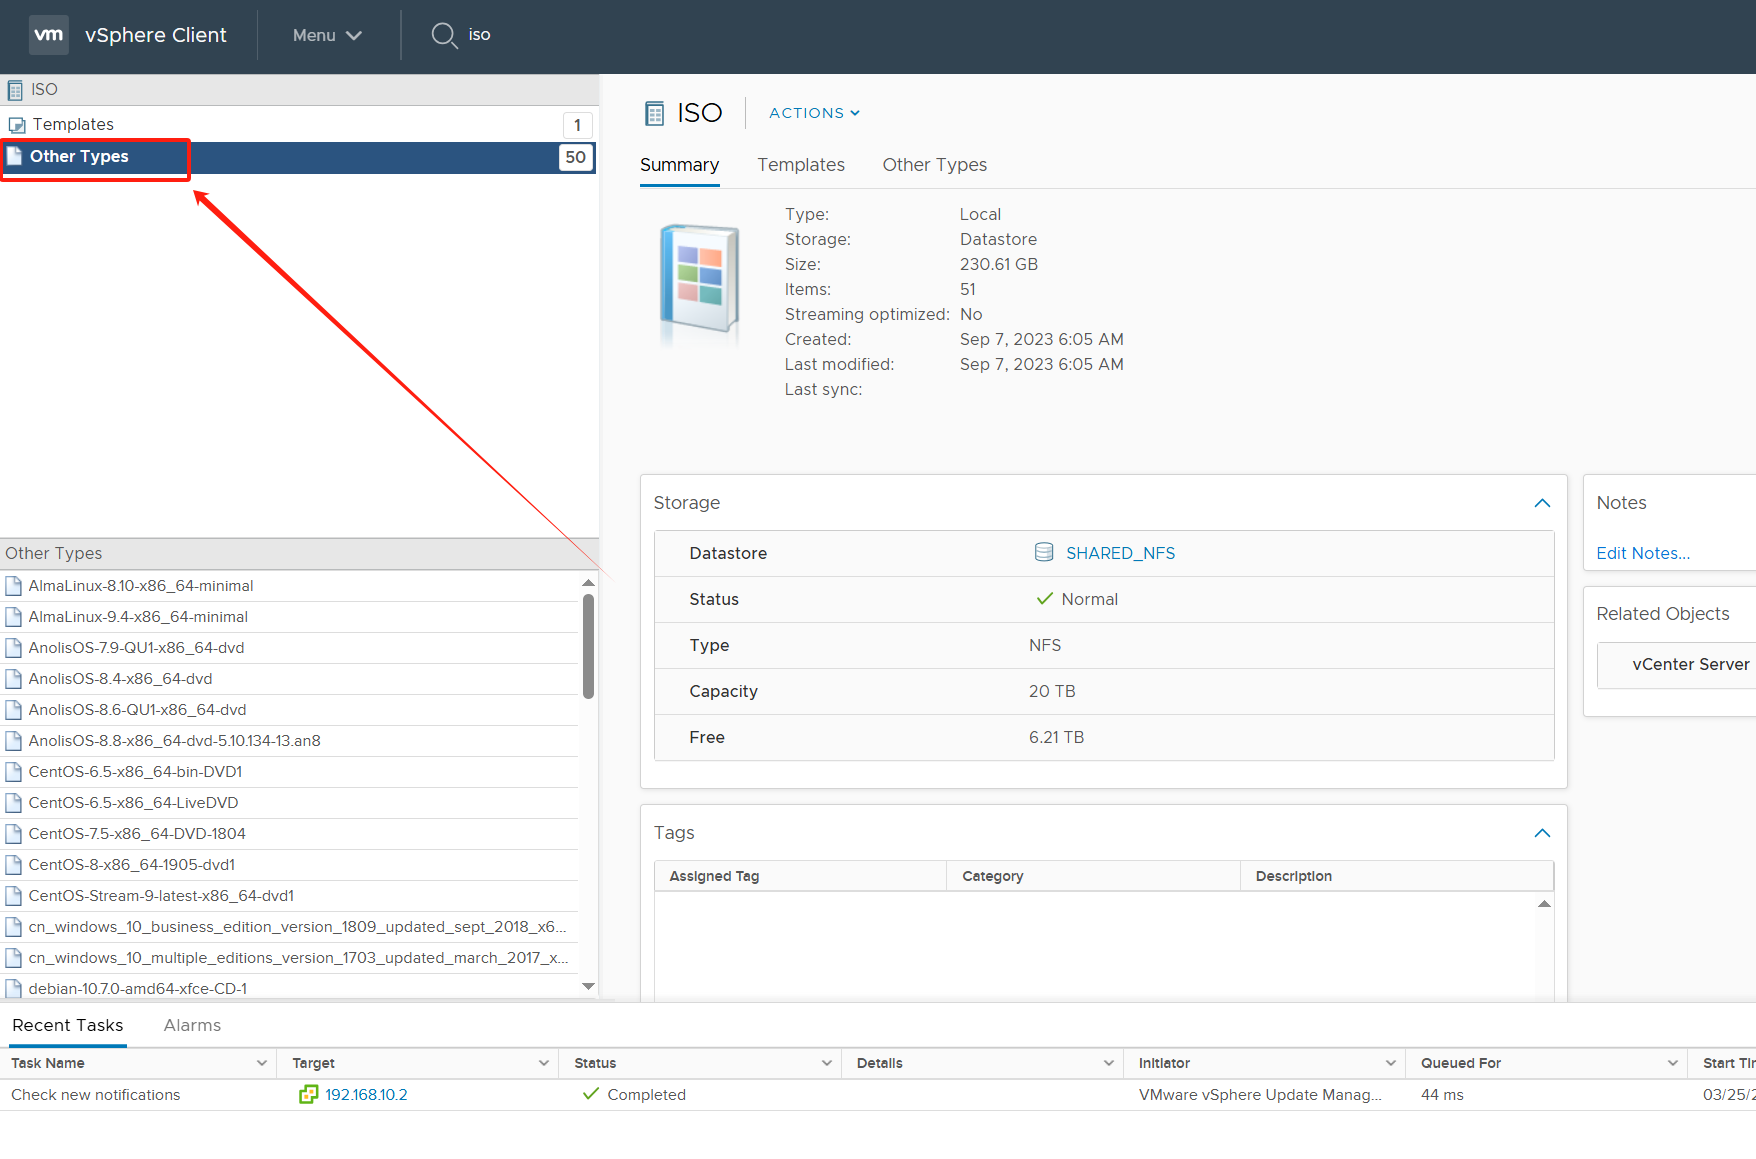 vm vSphere Client Menu iso
ISO
Templates 1
Other Types 50
ISO ACTIONS
Summary Templates Other Types
Type: Local
Storage: Datastore
Size: 230.61 GB
Items: 51
Streaming optimized: No
Created: Sep 7, 2023 6:05 AM
Last modified: Sep 7, 2023 6:05 AM
Last sync:
Storage
Datastore SHARED_NFS
Status Normal
Type NFS
Capacity 20 TB
Free 6.21 TB
Notes
Edit Notes...
Related Objects
vCenter Server
Tags
Assigned Tag Category Description
Other Types
AlmaLinux-8.10-x86_64-minimal
AlmaLinux-9.4-x86_64-minimal
AnolisOS-7.9-QU1-x86_64-dvd
AnolisOS-8.4-x86_64-dvd
AnolisOS-8.6-QU1-x86_64-dvd
AnolisOS-8.8-x86_64-dvd-5.10.134-13.an8
CentOS-6.5-x86_64-bin-DVD1
CentOS-6.5-x86_64-LiveDVD
CentOS-7.5-x86_64-DVD-1804
CentOS-8-x86_64-1905-dvd1
CentOS-Stream-9-latest-x86_64-dvd1
cn_windows_10_business_edition_version_1809_updated_sept_2018_x6...
cn_windows_10_multiple_editions_version_1703_updated_march_2017_x...
debian-10.7.0-amd64-xfce-CD-1
Recent Tasks Alarms
Task Name Target Status Details Initiator Queued For Start Tir
Check new notifications 192.168.10.2 Completed VMware vSphere Update Manag... 44 ms 03/25/2